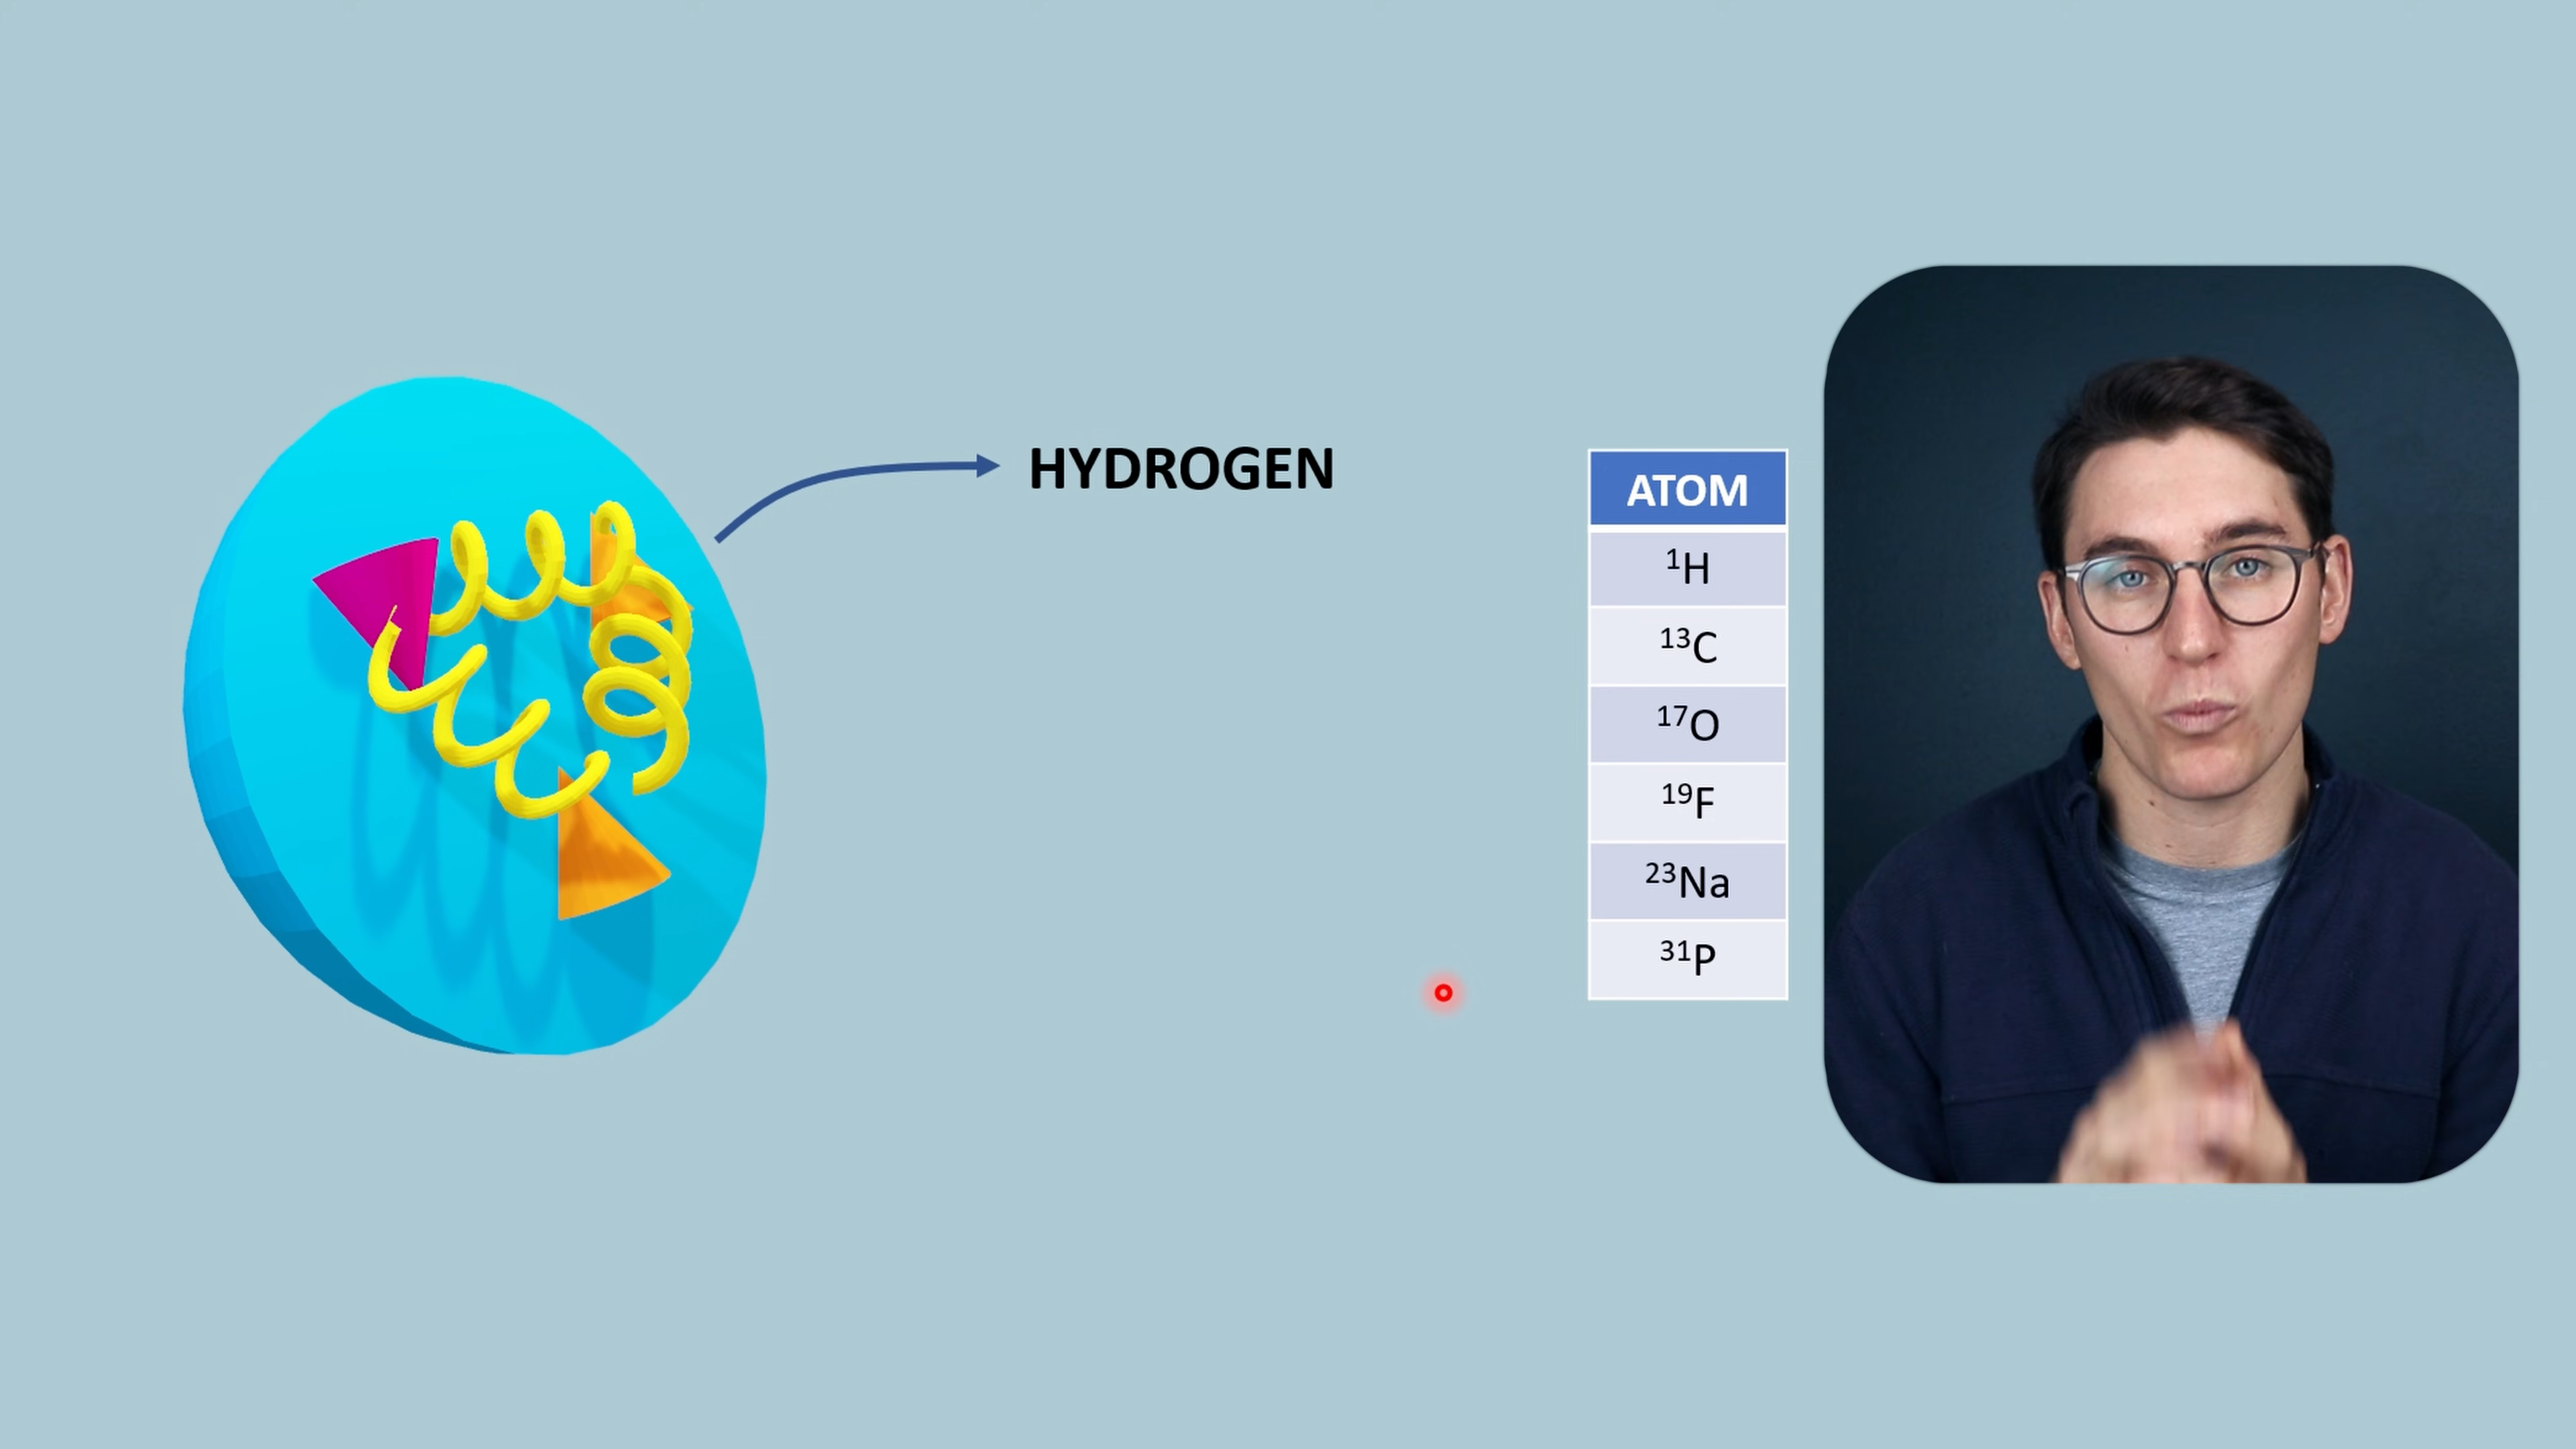 HYDROGEN
ATOM
¹H
¹³C
¹⁷O
¹⁹F
²³Na
³¹P